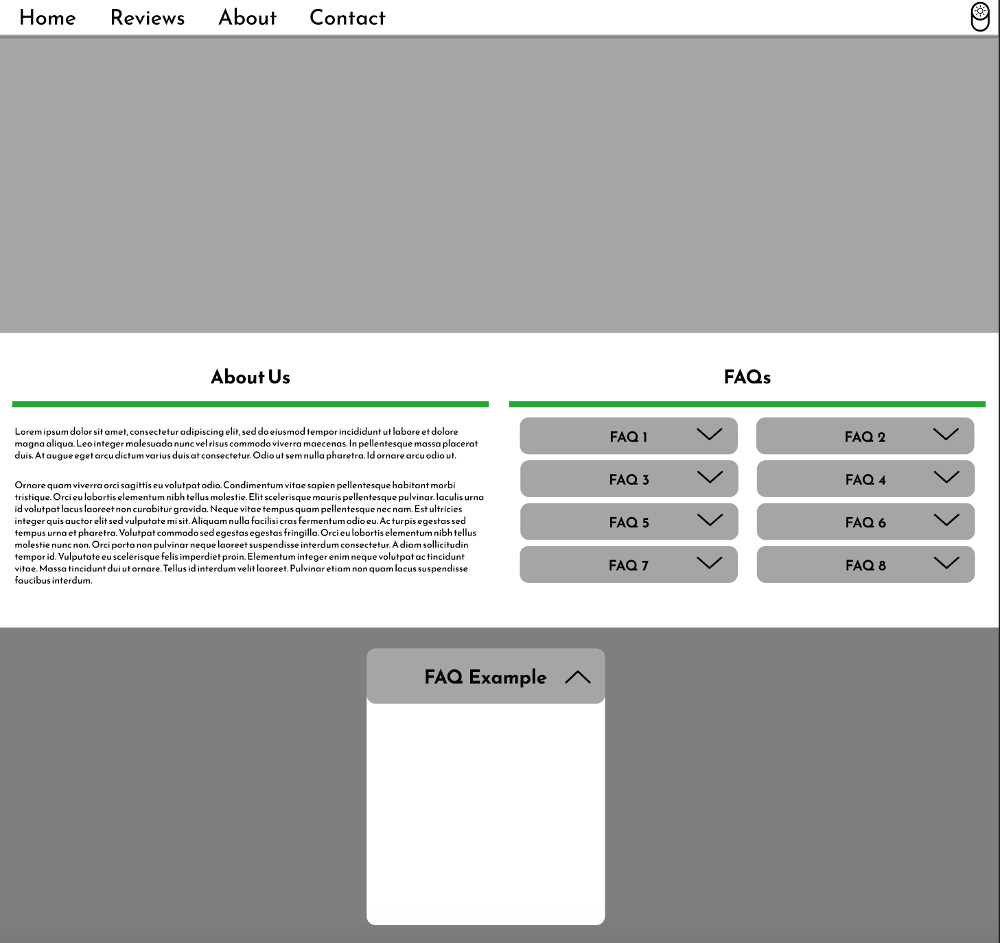 Home Reviews About Contact
About Us
Lorem ipsum dolor sit amet, consectetur adipiscing elit, sed do eiusmod tempor incididunt ut labore et dolore
magna aliqua. Leo integer malesuada nunc vel risus commodo viverra maecenas. In pellentesque massa placerat
duis. At augue eget arcu dictum varius duis at consectetur. Odio ut sem nulla pharetra. Id ornare arcu odio ut.
Ornare quam viverra orci sagittis eu volutpat odio. Condimentum vitae sapien pellentesque habitant morbi
tristique. Orci eu lobortis elementum nibh tellus molestie. Elit scelerisque mauris pellentesque pulvinar. Iaculis urna
id volutpat lacus laoreet non curabitur gravida. Neque vitae tempus quam pellentesque nec nam. Est ultricies
integer quis auctor elit sed vulputate mi sit. Aliquam nulla facilisi cras fermentum odio eu. Ac turpis egestas sed
tempus urna et pharetra. Volutpat commodo sed egestas egestas fringilla. Orci eu lobortis elementum nibh tellus
molestie nunc non. Orci porta non pulvinar neque laoreet suspendisse interdum consectetur. A diam sollicitudin
tempor id. Vulputate eu scelerisque felis imperdiet proin. Elementum integer enim neque volutpat ac tincidunt
vitae. Massa tincidunt dui ut ornare. Tellus id interdum velit laoreet. Pulvinar etiam non quam lacus suspendisse
faucibus interdum.
FAQs
FAQ 1
FAQ 2
FAQ 3
FAQ 4
FAQ 5
FAQ 6
FAQ 7
FAQ 8
FAQ Example